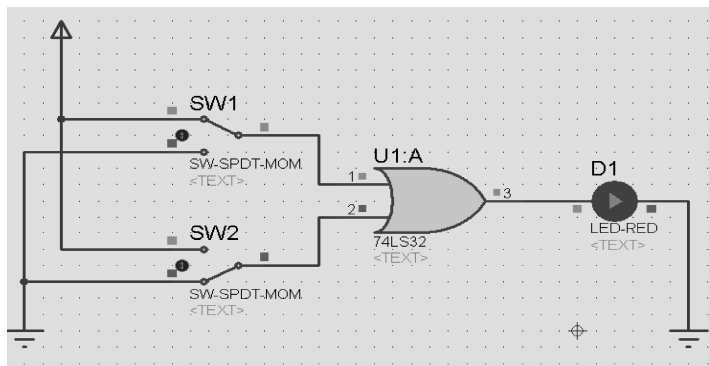 SW1
SW-SPDT-MOM
<TEXT>
U1:A
1
2
3
74LS32
<TEXT>
D1
LED-RED
<TEXT>
SW2
SW-SPDT-MOM
<TEXT>